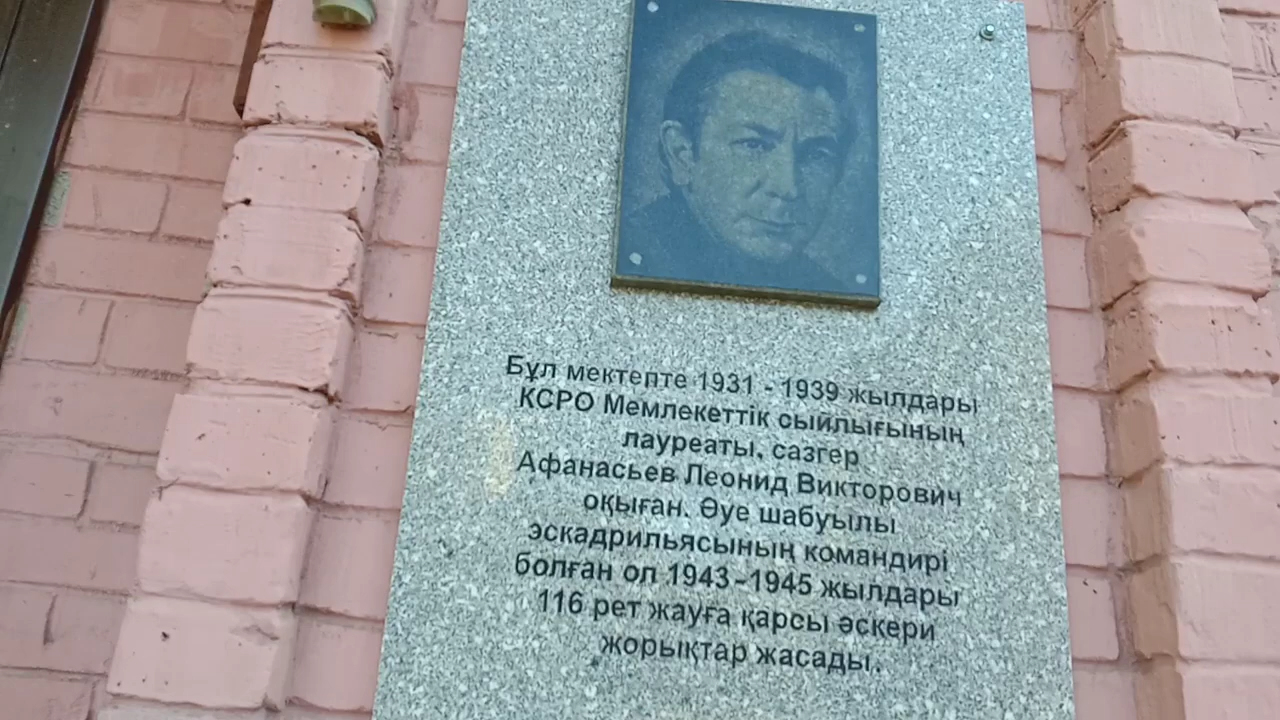 Бұл мектепте 1931 - 1939 жылдары
КСРО Мемлекеттік сыйлығының
лауреаты, сазгер
Афанасьев Леонид Викторович
оқыған. Әуе шабуылы
эскадрильясының командирі
болған ол 1943-1945 жылдары
116 рет жауға қарсы әскери
жорықтар жасады.